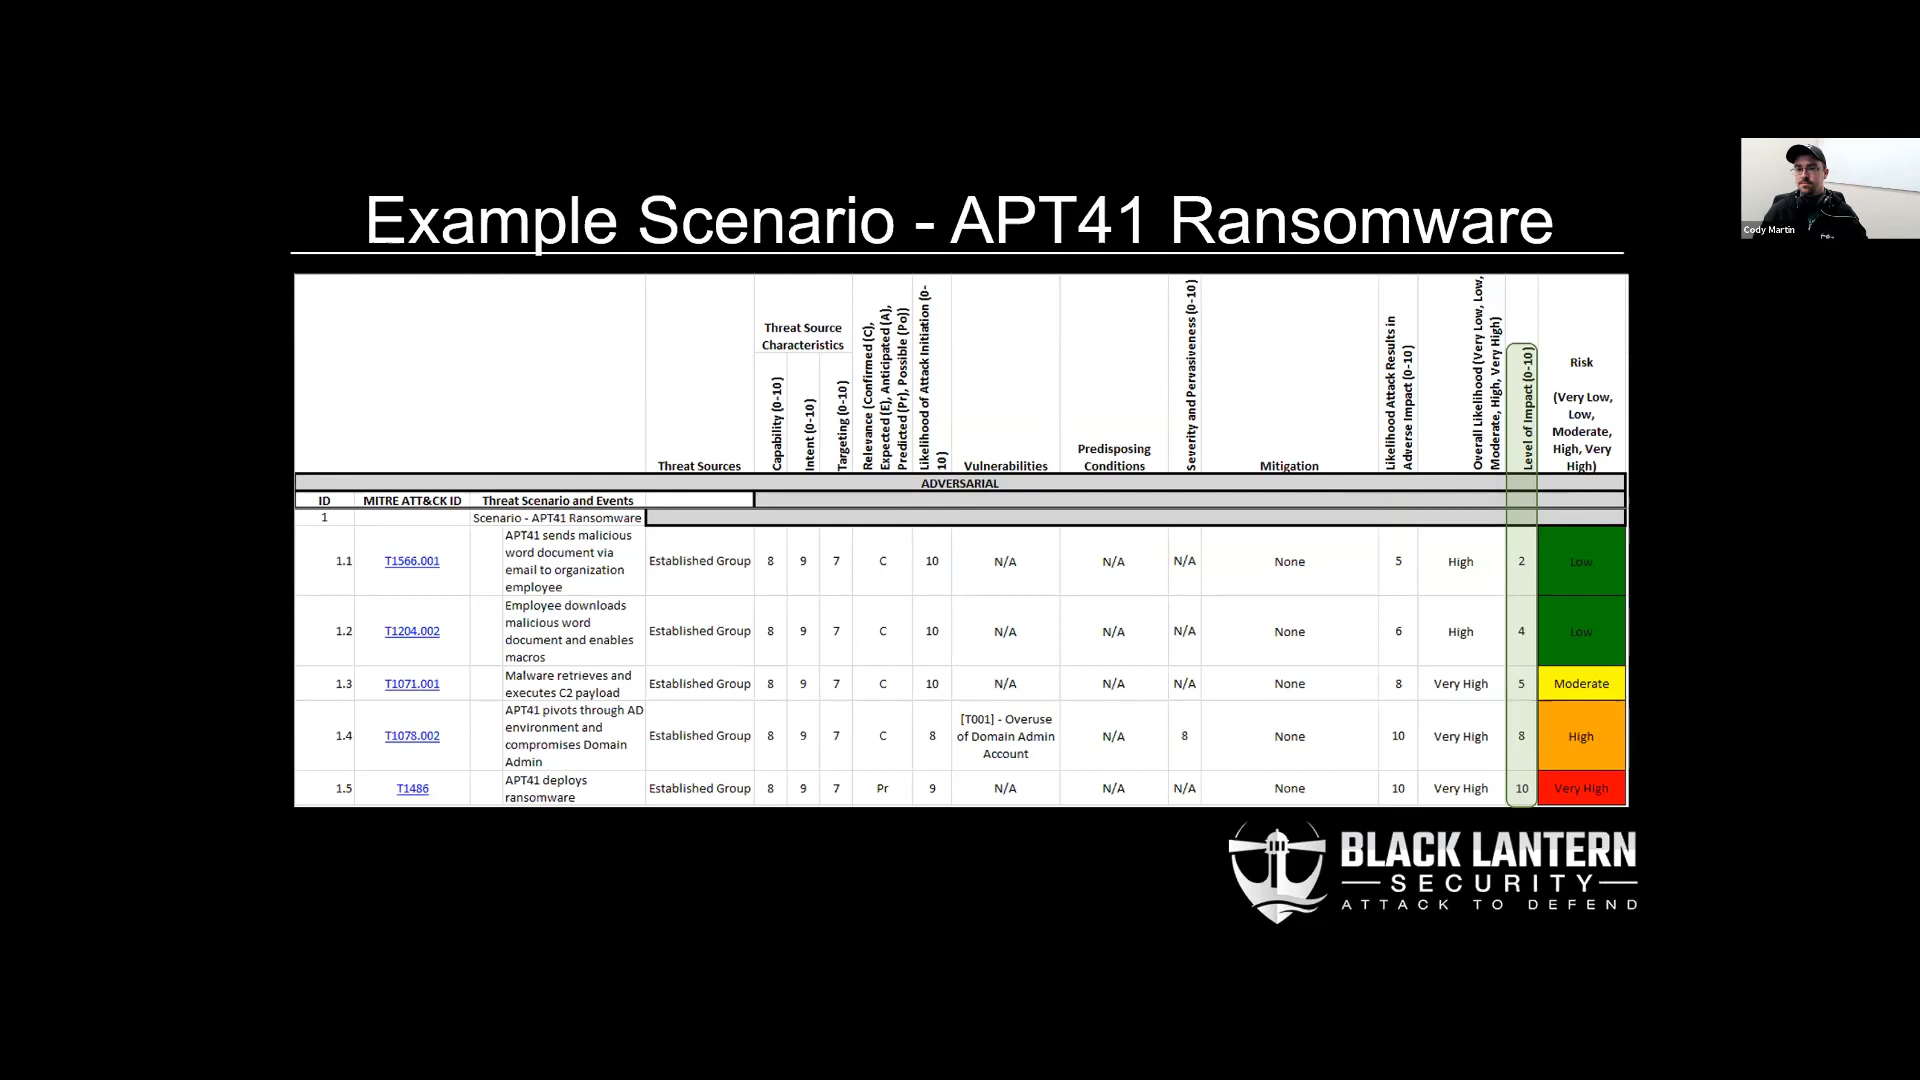 Example Scenario - APT41 Ransomware
Cody Martin
Threat Source
Characteristics
Threat Sources
Capability (0-10)
Intent (0-10)
Targeting (0-10)
Relevance (Confirmed (C),
Expected (E), Anticipated (A),
Predicted (Pr), Possible (Po))
Likelihood of Attack Initiation (0-
10)
Vulnerabilities
Predisposing
Conditions
Severity and Pervasiveness (0-10)
Mitigation
Likelihood Attack Results in
Adverse Impact (0-10)
Overall Likelihood (Very Low, Low,
Moderate, High, Very High)
Level of Impact (0-10)
Risk
(Very Low,
Low,
Moderate,
High, Very
High)
ADVERSARIAL
ID MITRE ATT&CK ID Threat Scenario and Events
1 Scenario - APT41 Ransomware
1.1 T1566.001
APT41 sends malicious
word document via
email to organization
employee
Established Group 8 9 7 C 10 N/A N/A N/A None 5 High 2 Low
1.2 T1204.002
Employee downloads
malicious word
document and enables
macros
Established Group 8 9 7 C 10 N/A N/A N/A None 6 High 4 Low
1.3 T1071.001
Malware retrieves and
executes C2 payload
Established Group 8 9 7 C 10 N/A N/A N/A None 8 Very High 5 Moderate
1.4 T1078.002
APT41 pivots through AD
environment and
compromises Domain
Admin
Established Group 8 9 7 C 8
[T001] - Overuse
of Domain Admin
Account
N/A 8 None 10 Very High 8 High
1.5 T1486
APT41 deploys
ransomware
Established Group 8 9 7 Pr 9 N/A N/A N/A None 10 Very High 10 Very High
BLACK LANTERN
SECURITY
ATTACK TO DEFEND